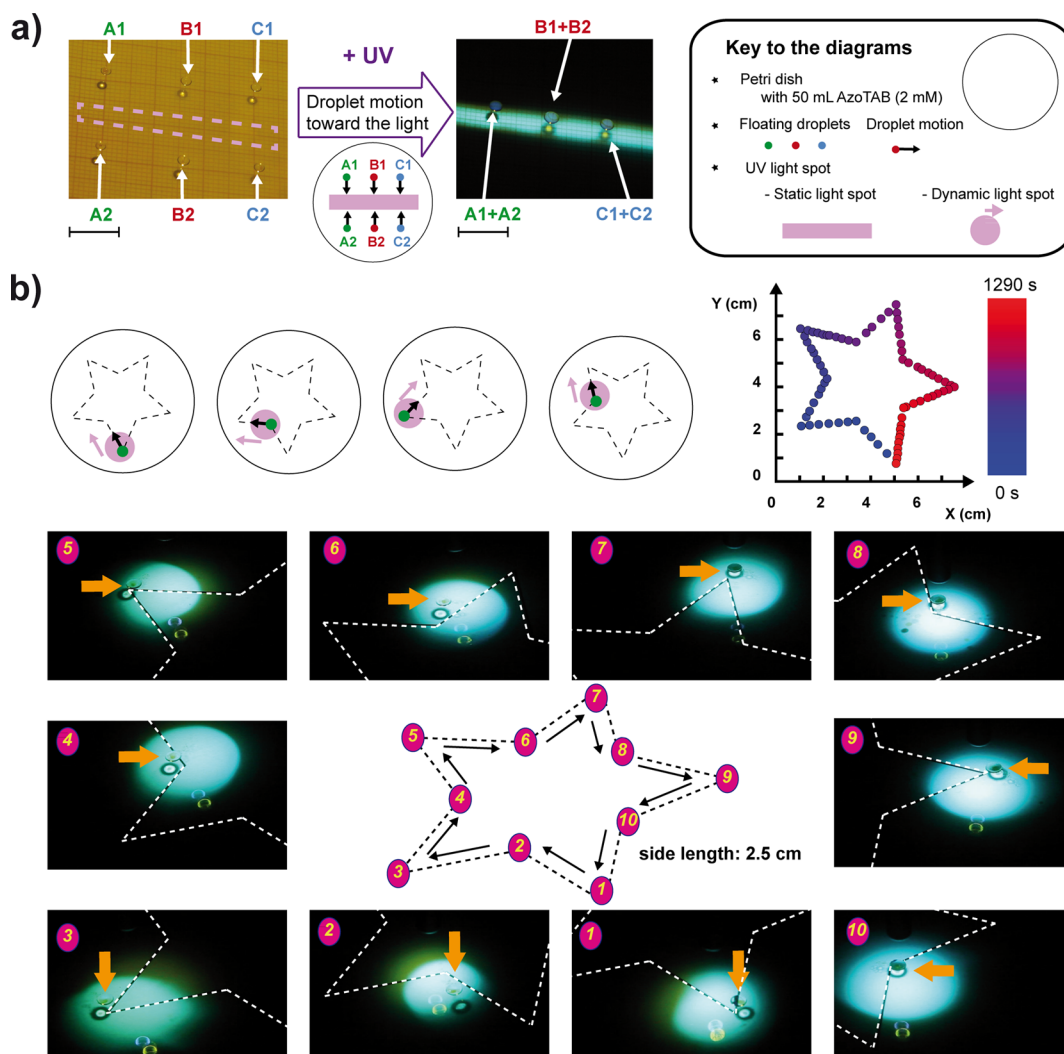 a)
A1
B1
C1
A2
B2
C2
+ UV
Droplet motion
toward the light
A1 B1 C1
A2 B2 C2
B1+B2
A1+A2
C1+C2
Key to the diagrams
Petri dish
with 50 mL AzoTAB (2 mM)
Floating droplets
Droplet motion
UV light spot
- Static light spot
- Dynamic light spot
b)
Y (cm)
6
4
2
0
0 2 4 6
X (cm)
1290 s
0 s
5
6
7
8
4
9
3
2
1
10
7
5
6
8
9
4
10
2
3
1
side length: 2.5 cm